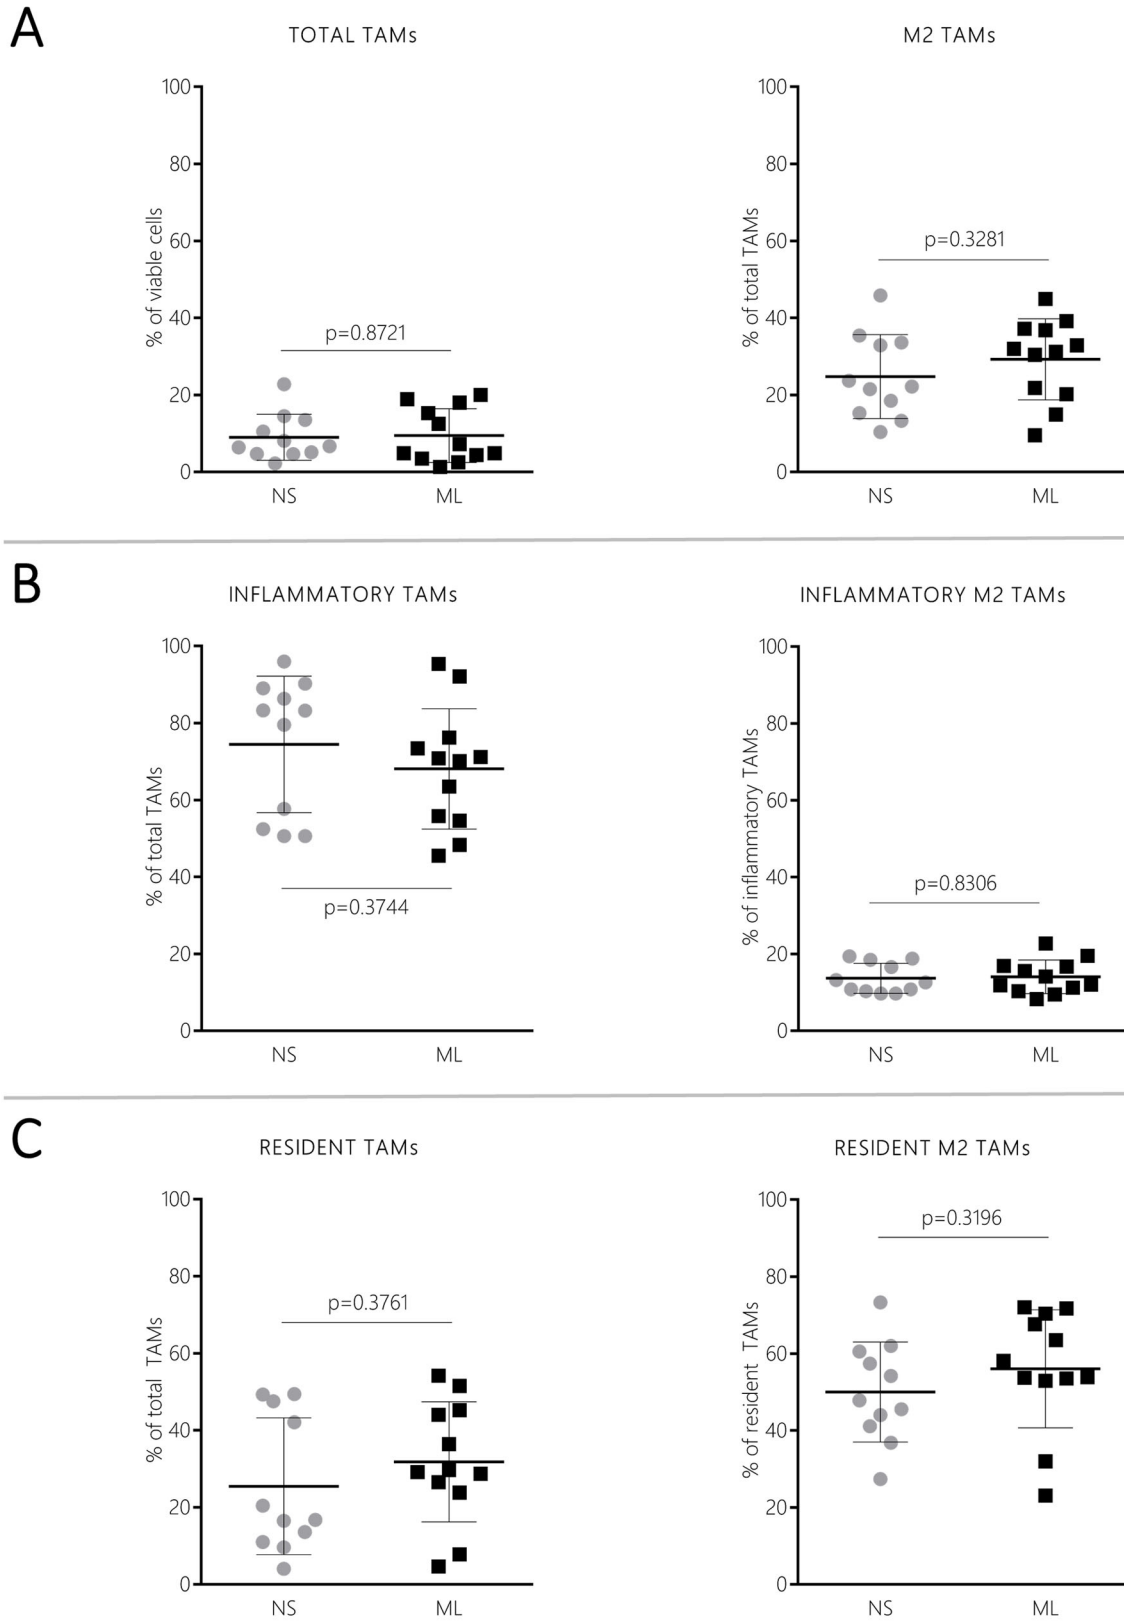 A
TOTAL TAMs
% of viable cells
100
80
60
40
20
0
p=0.8721
NS ML
M2 TAMs
% of total TAMs
100
80
60
40
20
0
p=0.3281
NS ML
B
INFLAMMATORY TAMs
% of total TAMs
100
80
60
40
20
0
p=0.3744
NS ML
INFLAMMATORY M2 TAMs
% of inflammatory TAMs
100
80
60
40
20
0
p=0.8306
NS ML
C
RESIDENT TAMs
% of total TAMs
100
80
60
40
20
0
p=0.3761
NS ML
RESIDENT M2 TAMs
% of resident TAMs
100
80
60
40
20
0
p=0.3196
NS ML